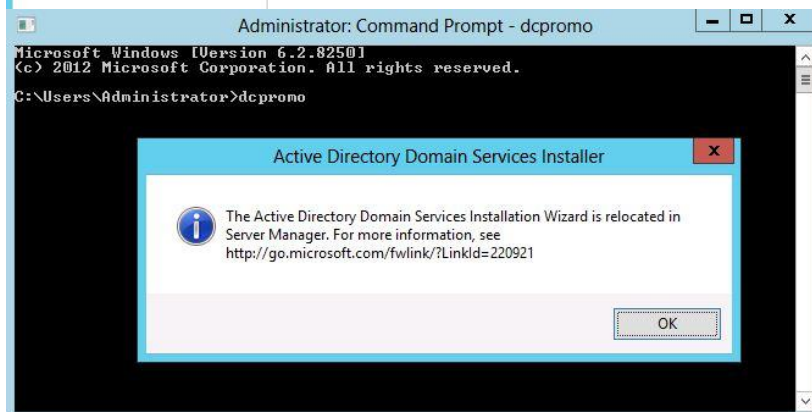 Administrator: Command Prompt - dcpromo
Microsoft Windows [Version 6.2.8250]
(c) 2012 Microsoft Corporation. All rights reserved.
C:\Users\Administrator>dcpromo
Active Directory Domain Services Installer
The Active Directory Domain Services Installation Wizard is relocated in
Server Manager. For more information, see
http://go.microsoft.com/fwlink/?LinkId=220921
OK